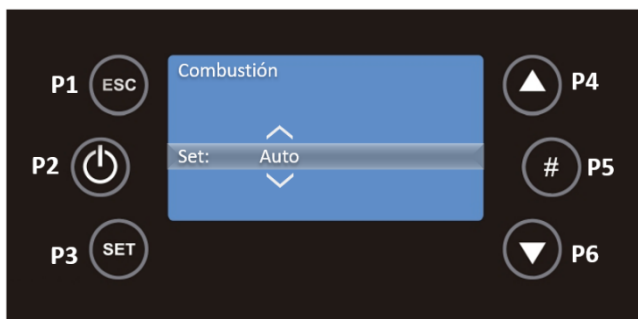 P1 ESC
Combustión
P4
P2
Set: Auto
# P5
P3 SET
P6